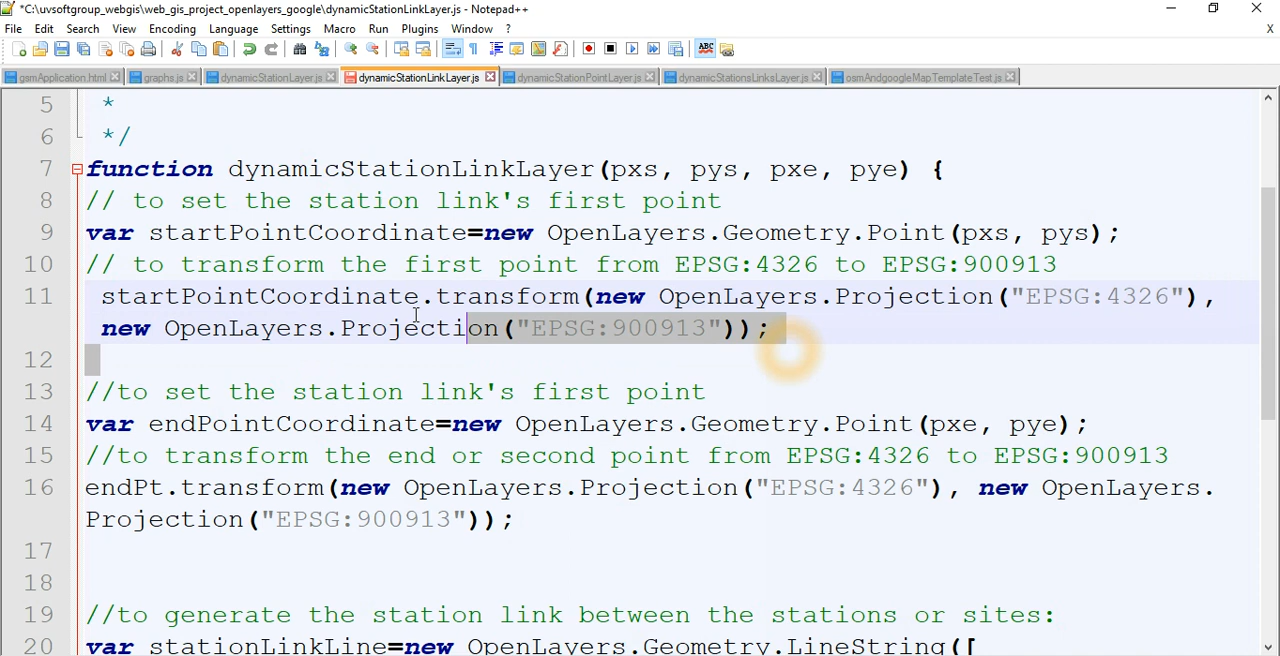 *C:\uvsoftgroup_webgis\web_gis_project_openlayers_google\dynamicStationLinkLayer.js - Notepad++
File Edit Search View Encoding Language Settings Macro Run Plugins Window ? X
gsmApplication.html graphs.js dynamicStationLayer.js dynamicStationLinkLayer.js dynamicStationPointLayer.js dynamicStationsLinksLayer.js osmAndgoogleMapTemplateTest.js
5 *
6 */
7 function dynamicStationLinkLayer(pxs, pys, pxe, pye) {
8 // to set the station link's first point
9 var startPointCoordinate=new OpenLayers.Geometry.Point(pxs, pys);
10 // to transform the first point from EPSG:4326 to EPSG:900913
11 startPointCoordinate.transform(new OpenLayers.Projection("EPSG:4326"),
new OpenLayers.Projection("EPSG:900913"));
12
13 //to set the station link's first point
14 var endPointCoordinate=new OpenLayers.Geometry.Point(pxe, pye);
15 //to transform the end or second point from EPSG:4326 to EPSG:900913
16 endPt.transform(new OpenLayers.Projection("EPSG:4326"), new OpenLayers.
Projection("EPSG:900913"));
17
18
19 //to generate the station link between the stations or sites:
20 var stationLinkLine=new OpenLayers.Geometry.LineString([